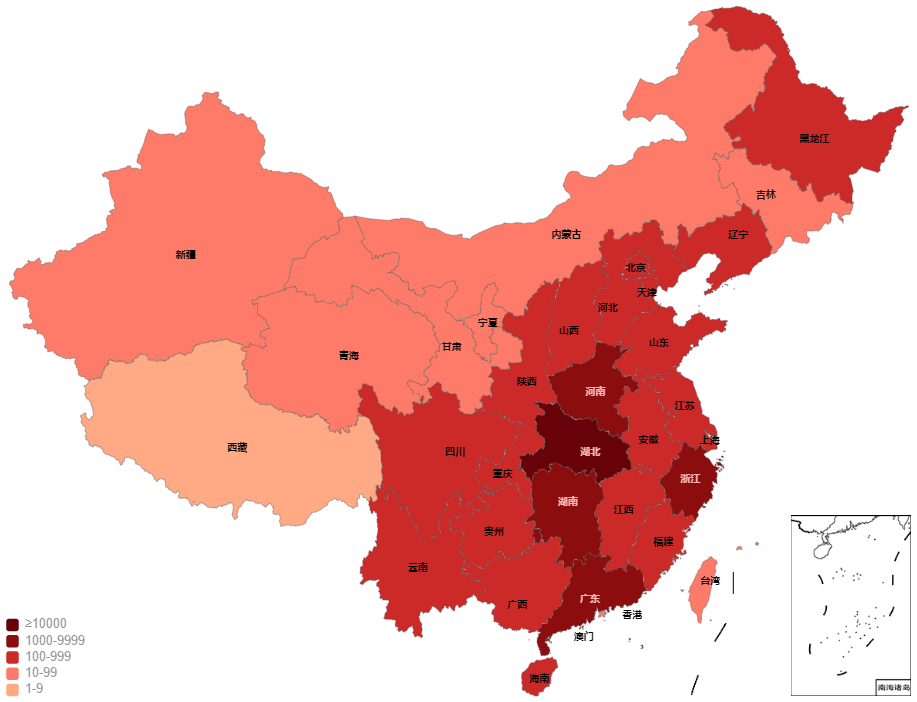 黑龙江
吉林
辽宁
内蒙古
新疆
北京
天津
河北
山西
宁夏
山东
甘肃
青海
陕西
河南
江苏
上海
安徽
西藏
四川
湖北
重庆
浙江
湖南
江西
贵州
福建
云南
台湾
广西
广东
香港
澳门
海南
南海诸岛
≥10000
1000-9999
100-999
10-99
1-9